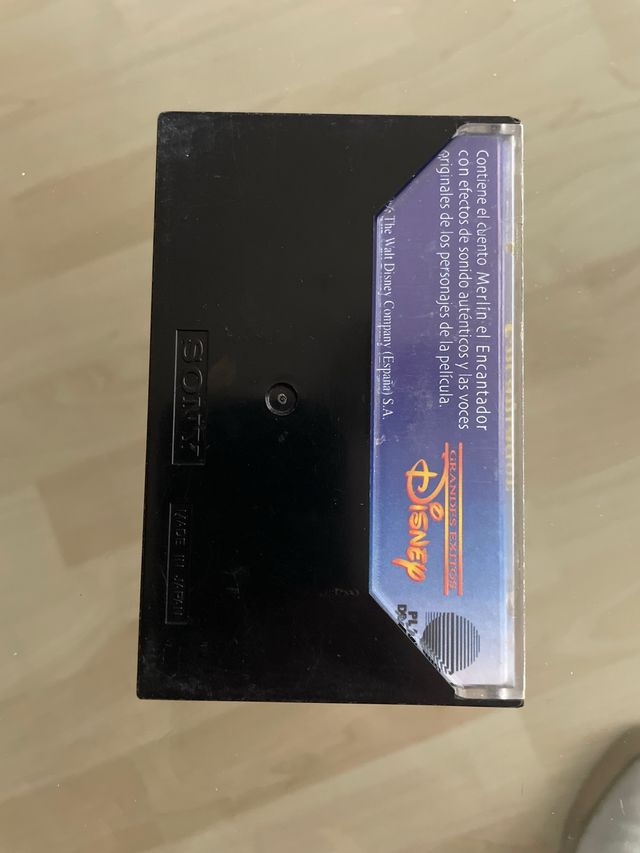 Contiene el cuento Merlín el Encantador
con efectos de sonido auténticos y las voces
originales de los personajes de la película.
The Walt Disney Company (España) S.A.
GRANDES EXITOS
DISNEY
SONY
MADE IN JAPAN